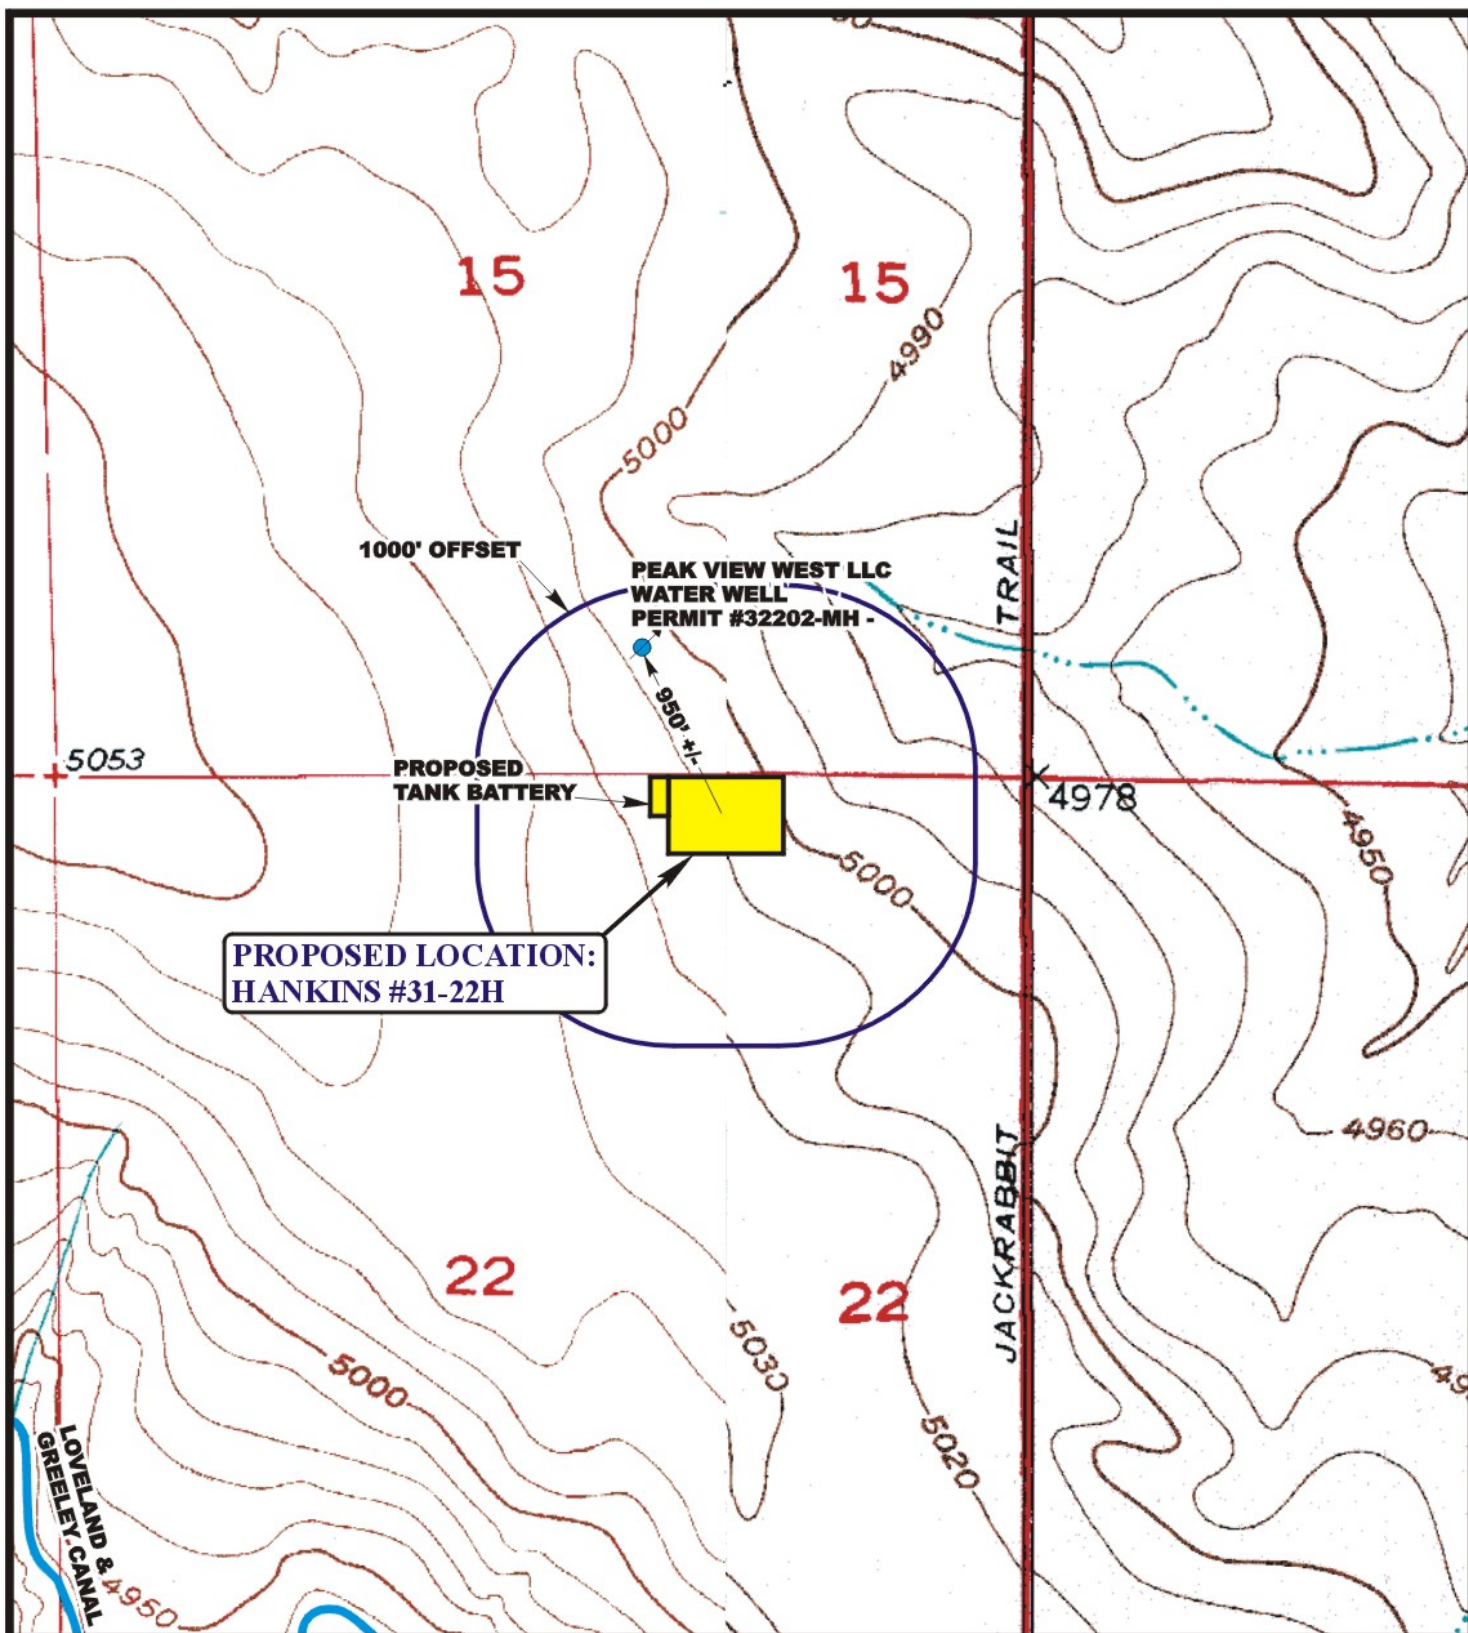 15
15
4990
5000
TRAIL
1000' OFFSET
PEAK VIEW WEST LLC
WATER WELL
PERMIT #32202-MH -
950' +/-
5053
PROPOSED
TANK BATTERY
4978
4950
5000
PROPOSED LOCATION:
HANKINS #31-22H
4960
JACKRABBIT
22
22
5030
5000
5020
LOVELAND &
GREELEY CANAL
4950